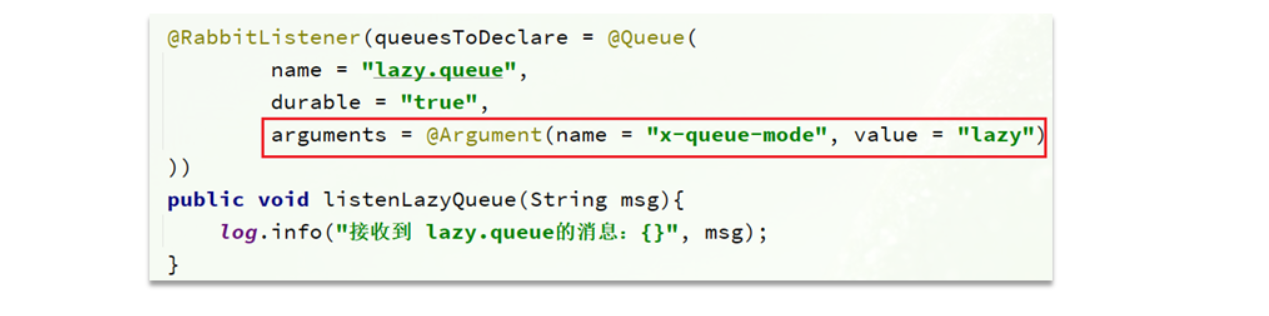 @RabbitListener(queuesToDeclare = @Queue(
name = "lazy.queue",
durable = "true",
arguments = @Argument(name = "x-queue-mode", value = "lazy")
))
public void listenLazyQueue(String msg){
log.info("接收到 lazy.queue的消息：{}", msg);
}